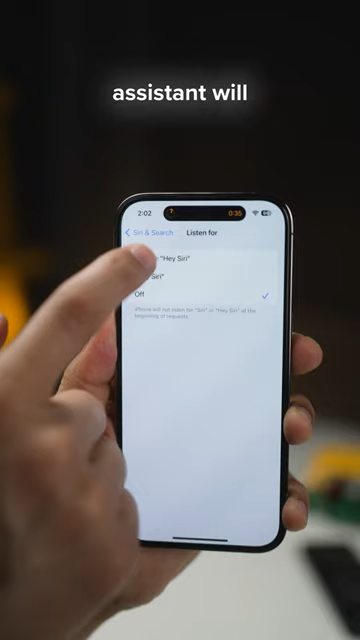 assistant will
2:02
0:35
Siri & Search
Listen for
"Hey Siri"
Siri"
Off
iPhone will not listen for "Siri" or "Hey Siri" at the
beginning of requests